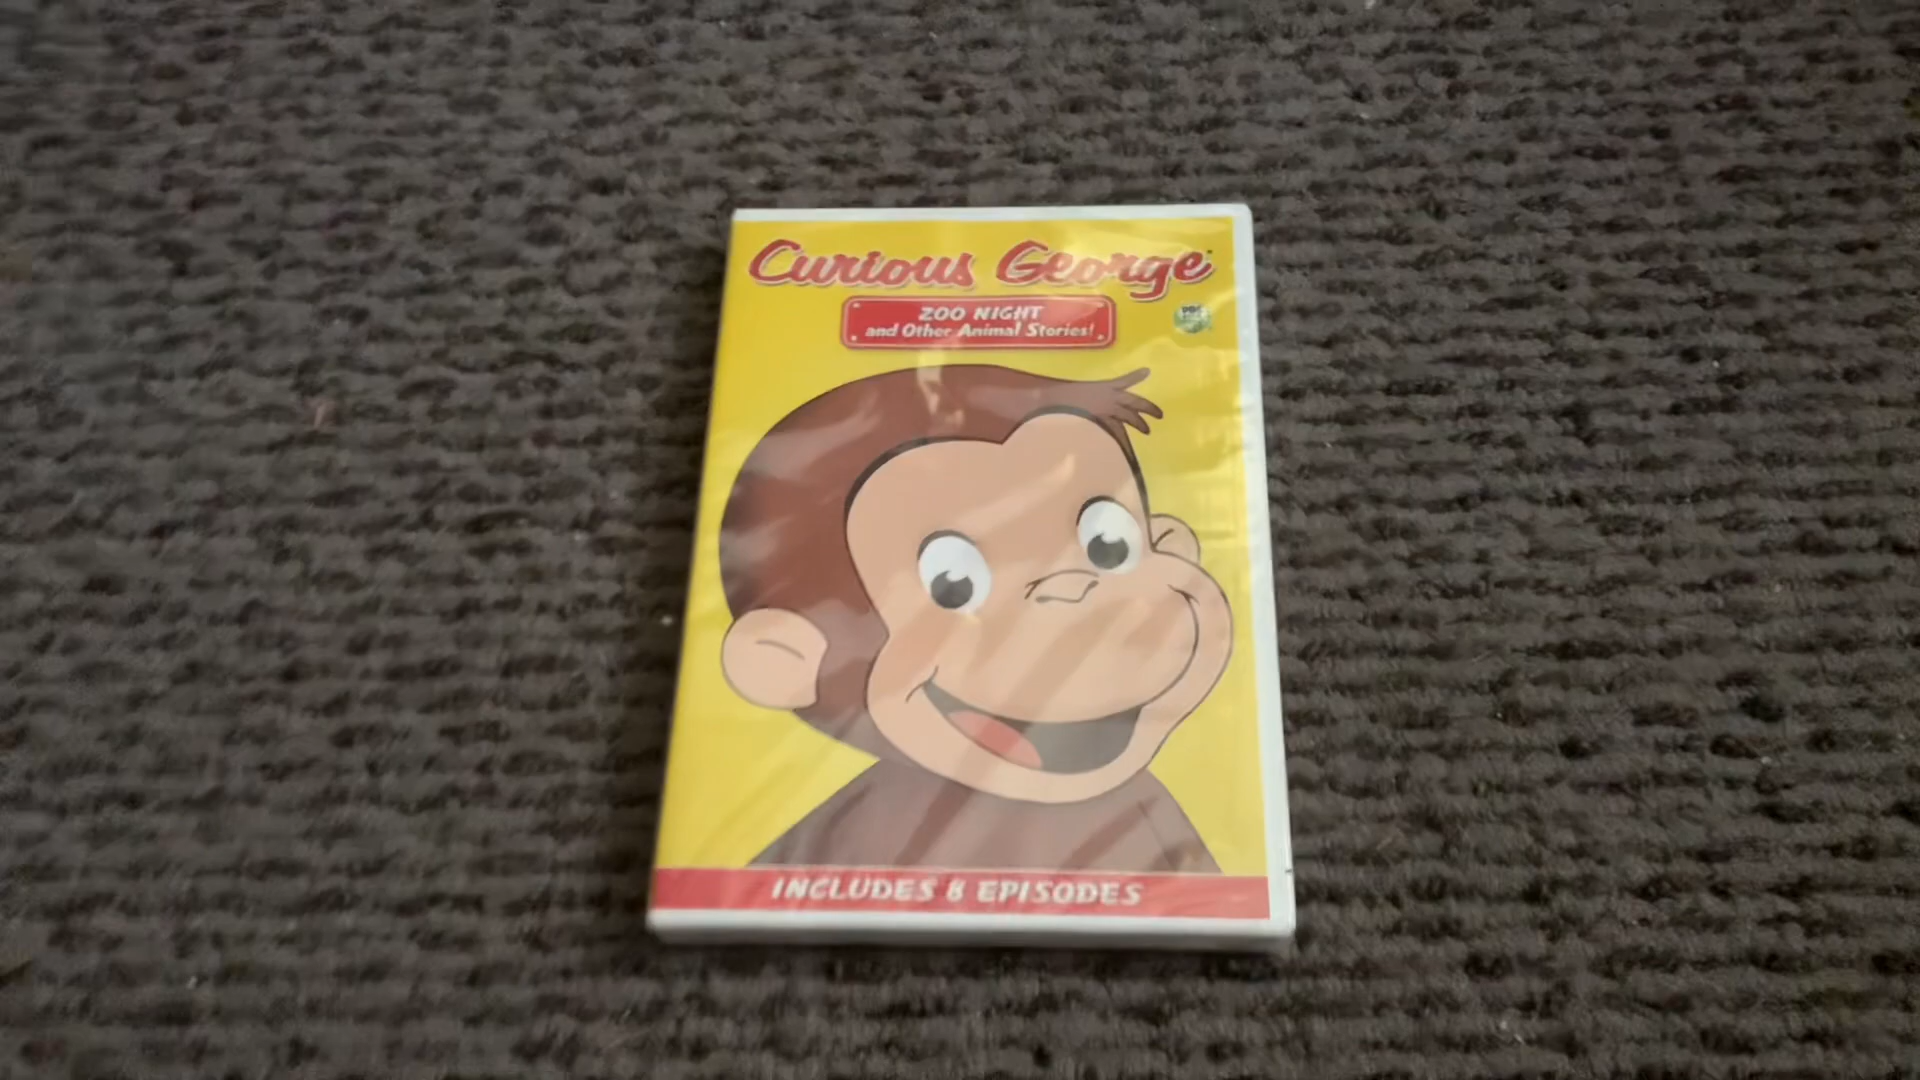 Curious George
ZOO NIGHT
and Other Animal Stories!
INCLUDES 8 EPISODES